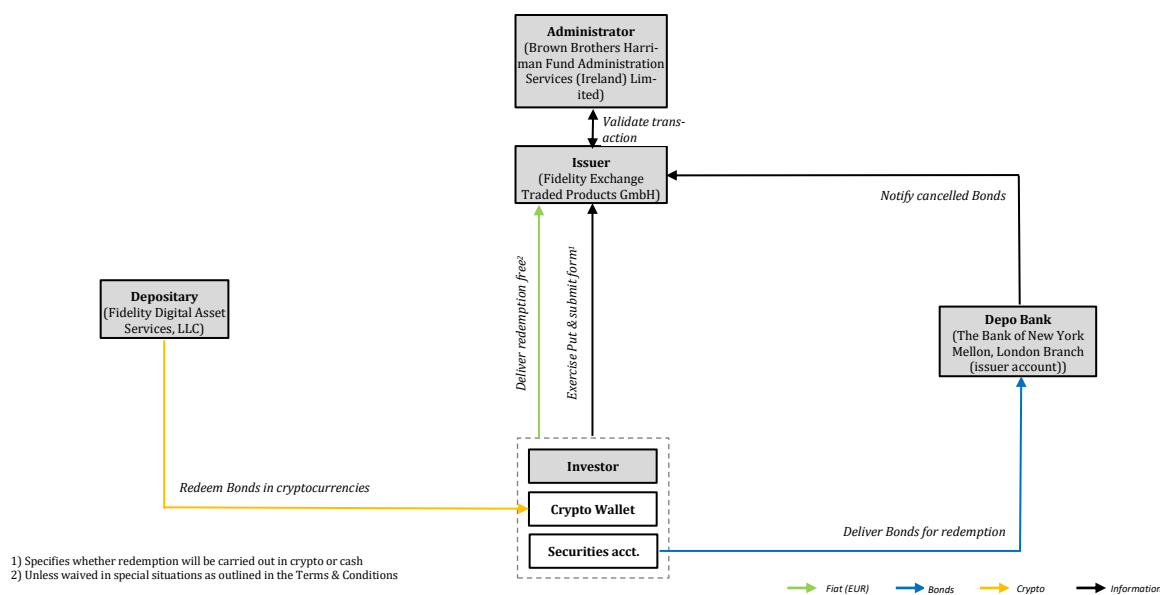 Administrator
(Brown Brothers Harri-
man Fund Administration
Services (Ireland) Lim-
ited)
Validate trans-
action
Issuer
(Fidelity Exchange
Traded Products GmbH)
Notify cancelled Bonds
Deliver redemption free²
Exercise Put & submit form¹
Depositary
(Fidelity Digital Asset
Services, LLC)
Depo Bank
(The Bank of New York
Mellon, London Branch
(issuer account))
Investor
Redeem Bonds in cryptocurrencies
Crypto Wallet
Deliver Bonds for redemption
Securities acct.
1) Specifies whether redemption will be carried out in crypto or cash
2) Unless waived in special situations as outlined in the Terms & Conditions
Fiat (EUR)
Bonds
Crypto
Information